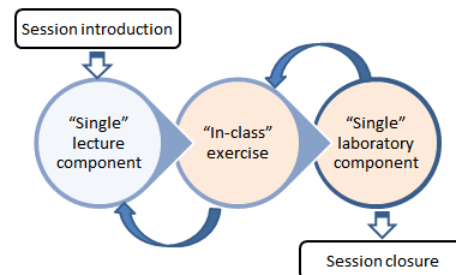 Session introduction
“Single”
lecture
component
“In-class”
exercise
“Single”
laboratory
component
Session closure